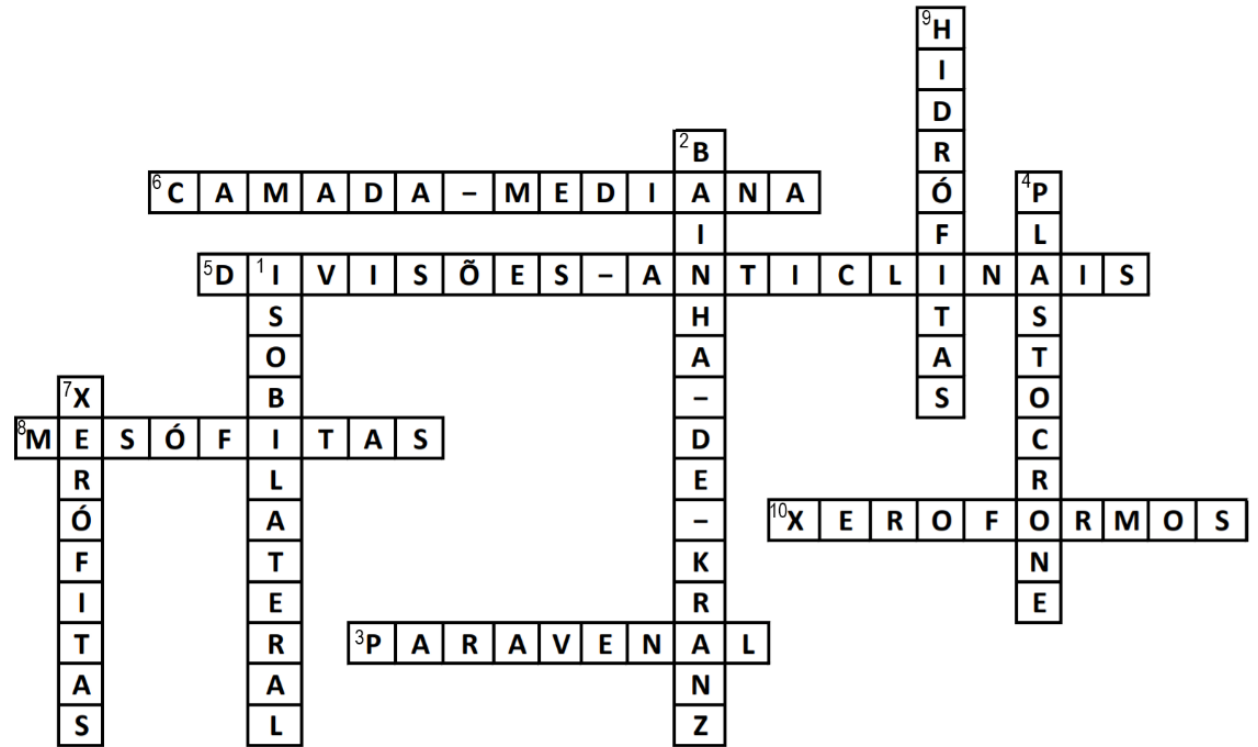 9 HIDRÓFITAS
2 BAINHA–DE–KRANZ
6 CAMADA–MEDIANA
4 PLASTOCRONE
5 DIVISÕES–ANTICLINAIS
1 ISOBILATERAL
7 XERÓFITAS
8 MESÓFITAS
10 XEROFORMOS
3 PARAVENAL